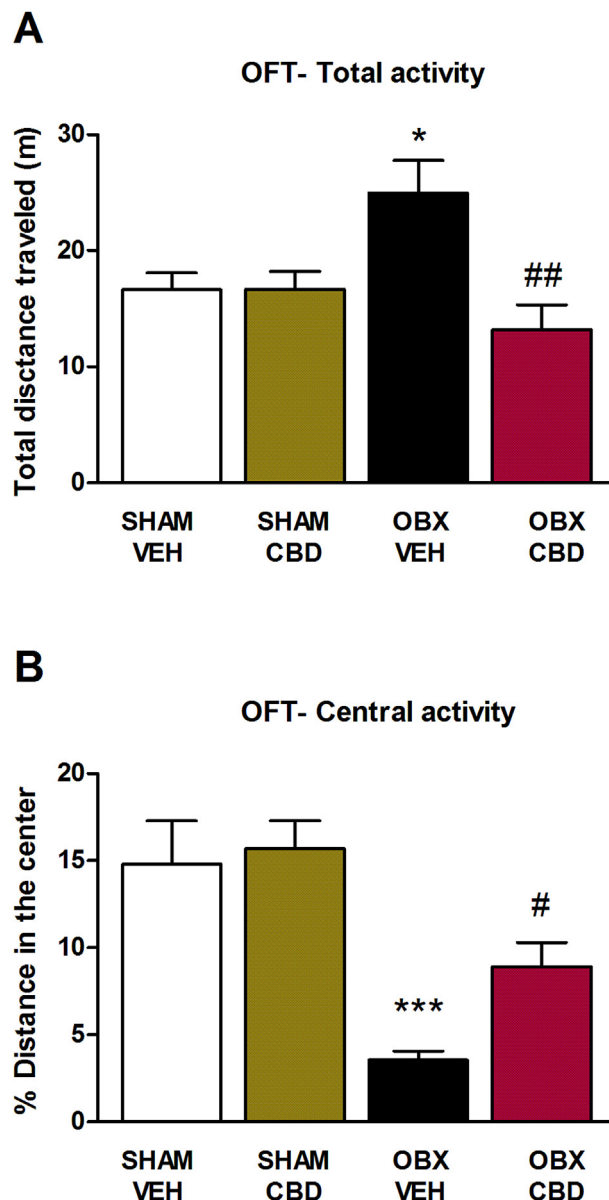 A
OFT- Total activity
Total disctance traveled (m)
30
20
10
0
*
##
SHAM
VEH
SHAM
CBD
OBX
VEH
OBX
CBD
B
OFT- Central activity
% Distance in the center
20
15
10
5
0
***
#
SHAM
VEH
SHAM
CBD
OBX
VEH
OBX
CBD